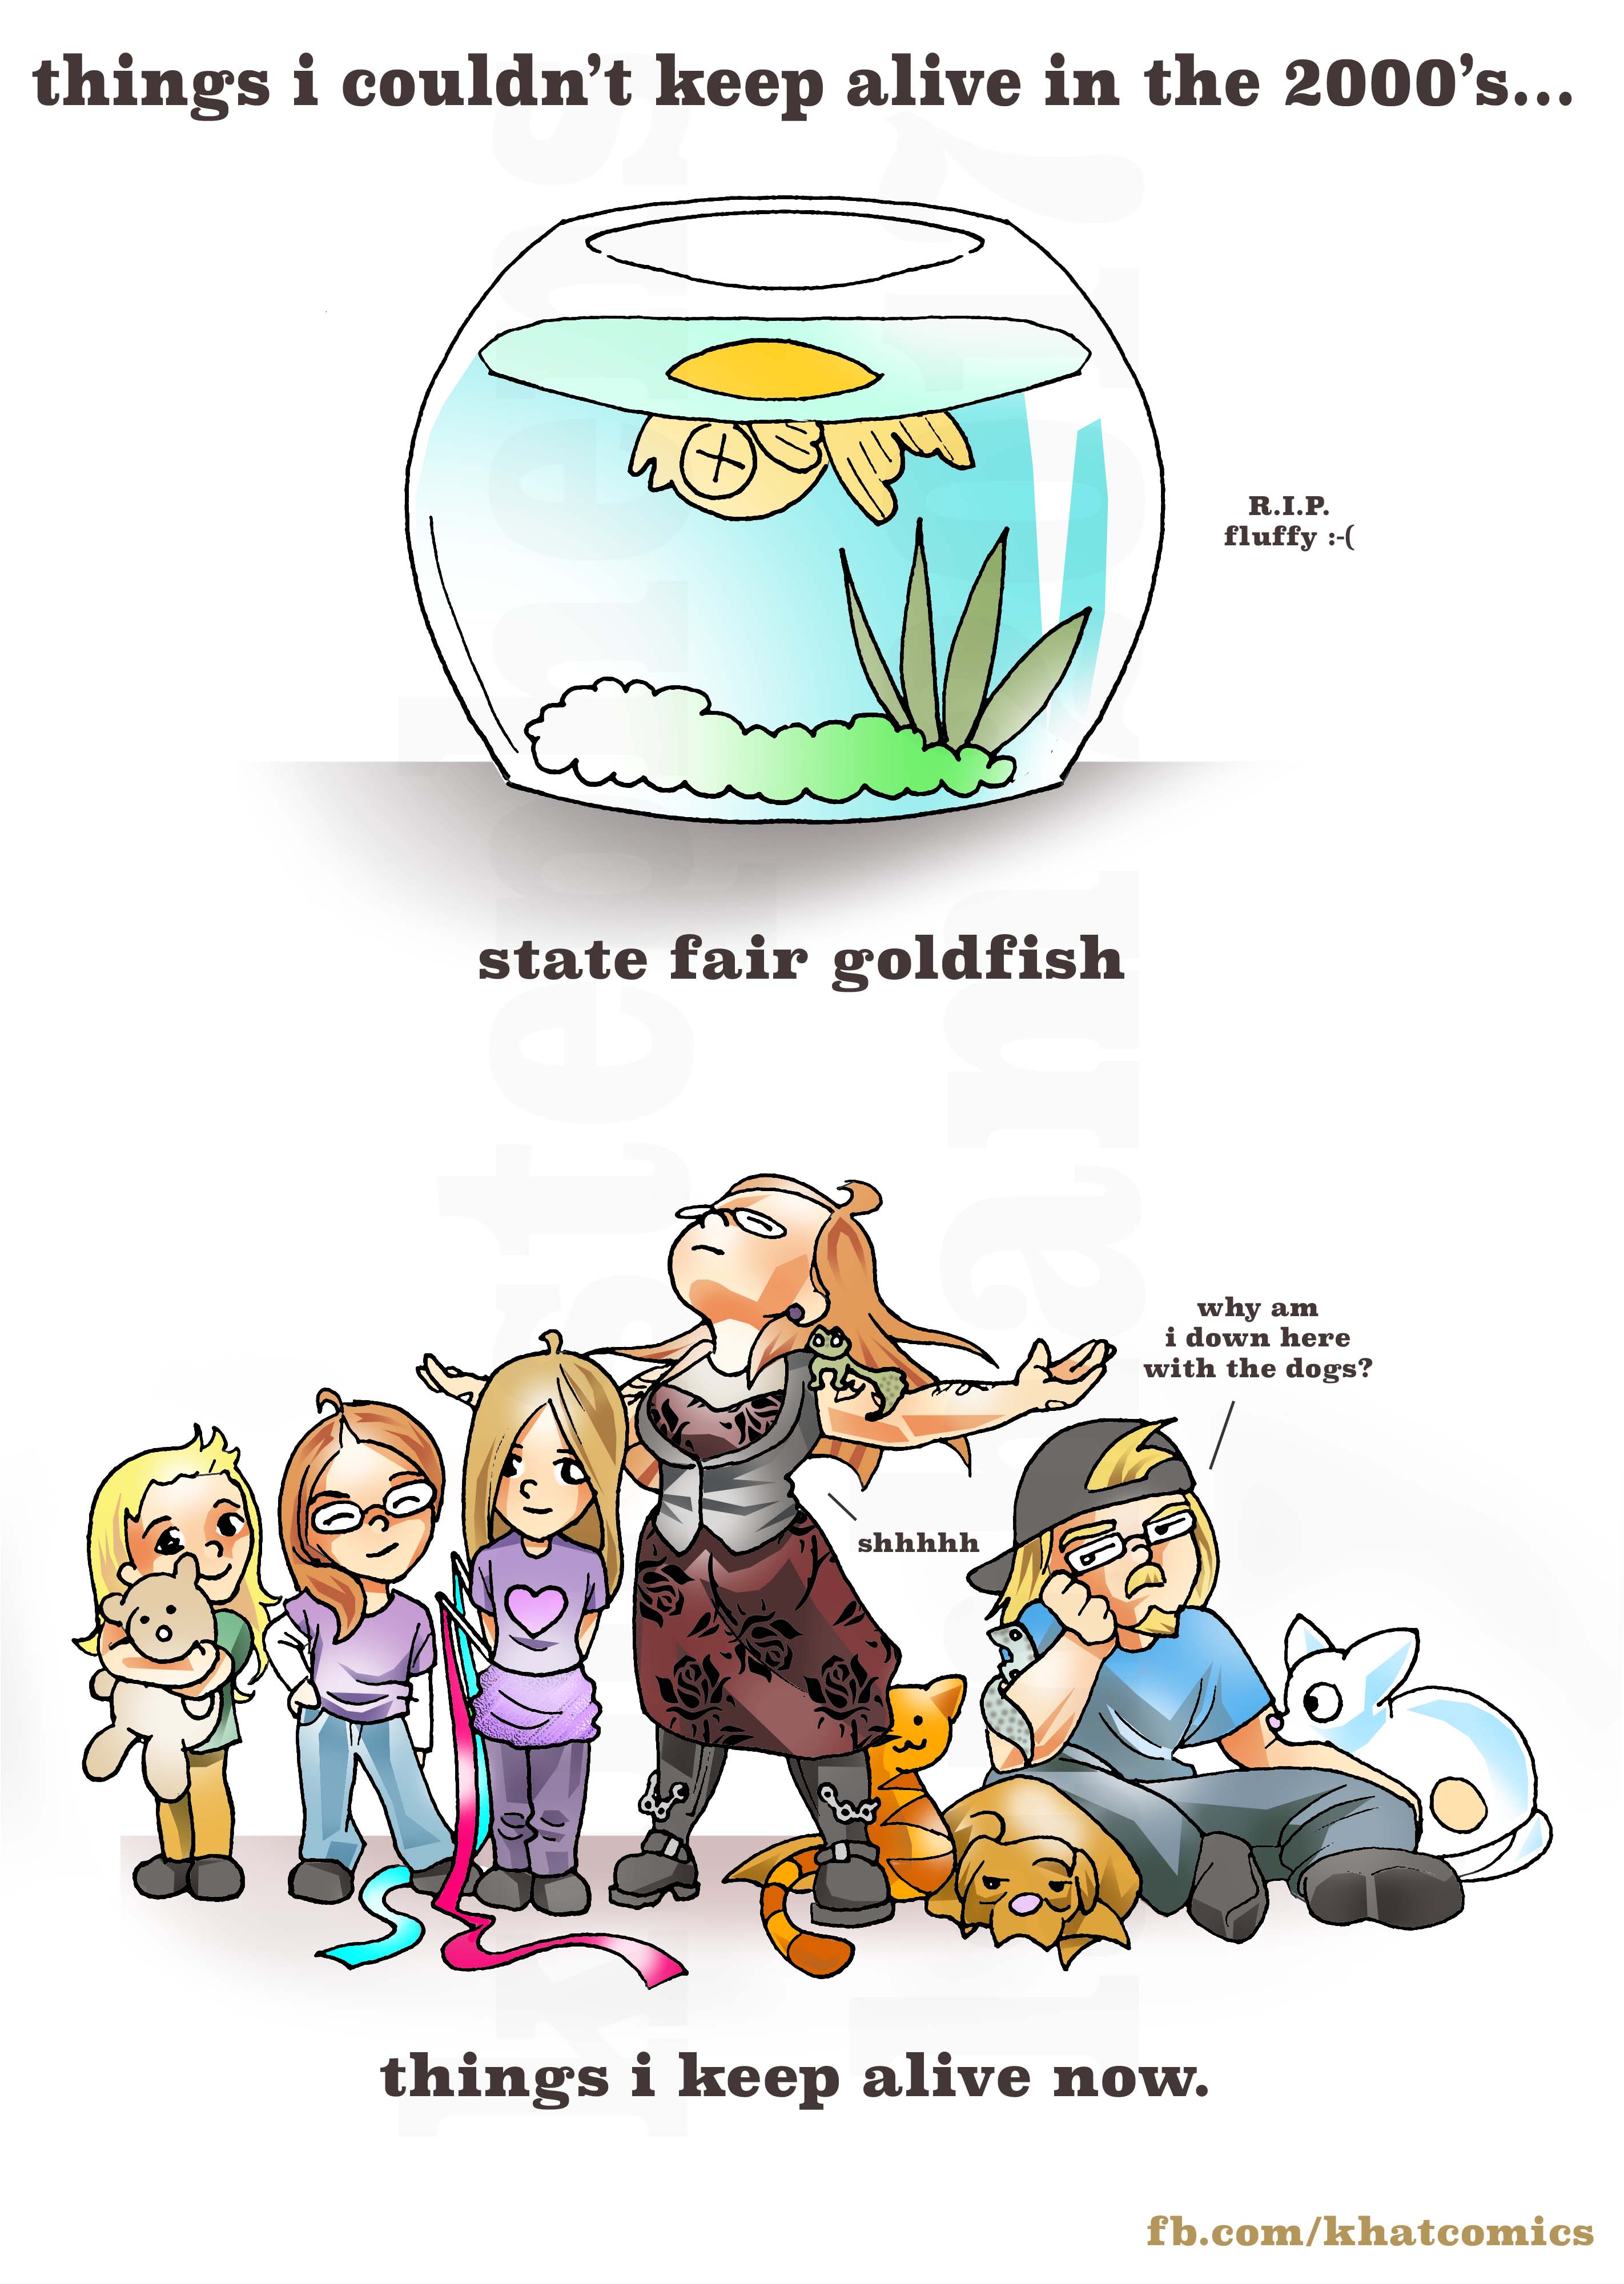 things i couldn't keep alive in the 2000's...
R.I.P.
fluffy :-(
state fair goldfish
why am
i down here
with the dogs?
shhhhh
things i keep alive now.
fb.com/khatcomics